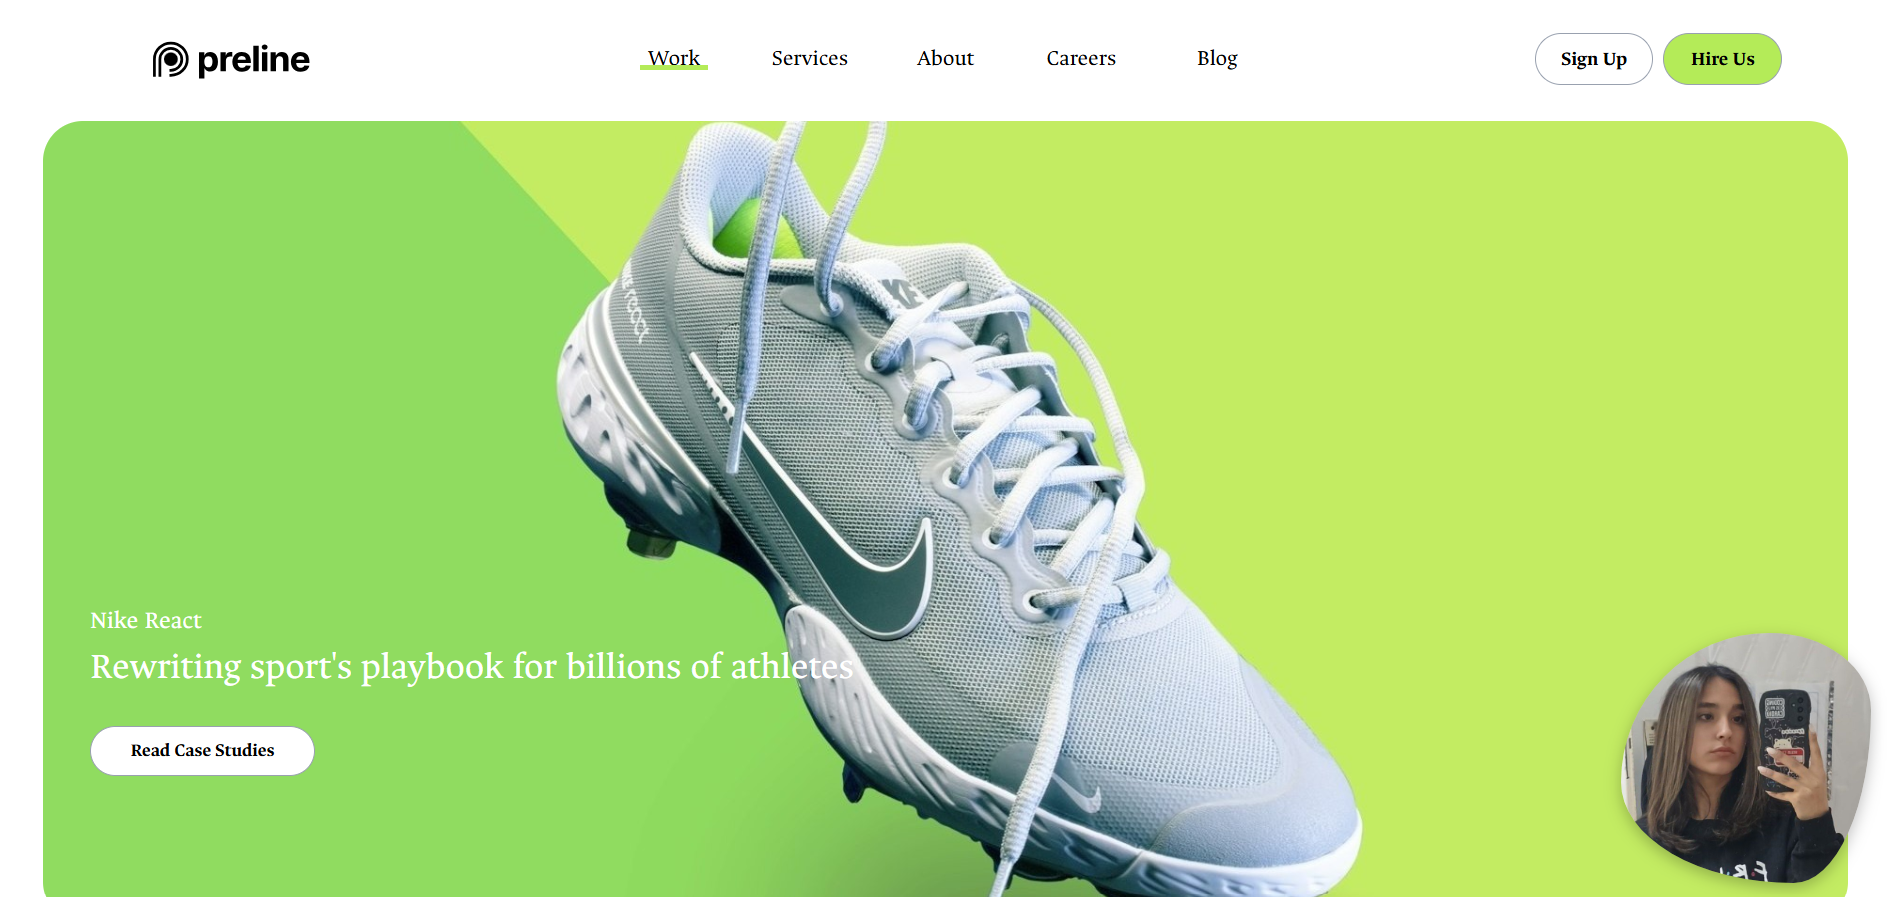 preline
Work
Services
About
Careers
Blog
Sign Up
Hire Us
Nike React
Rewriting sport's playbook for billions of athletes
Read Case Studies